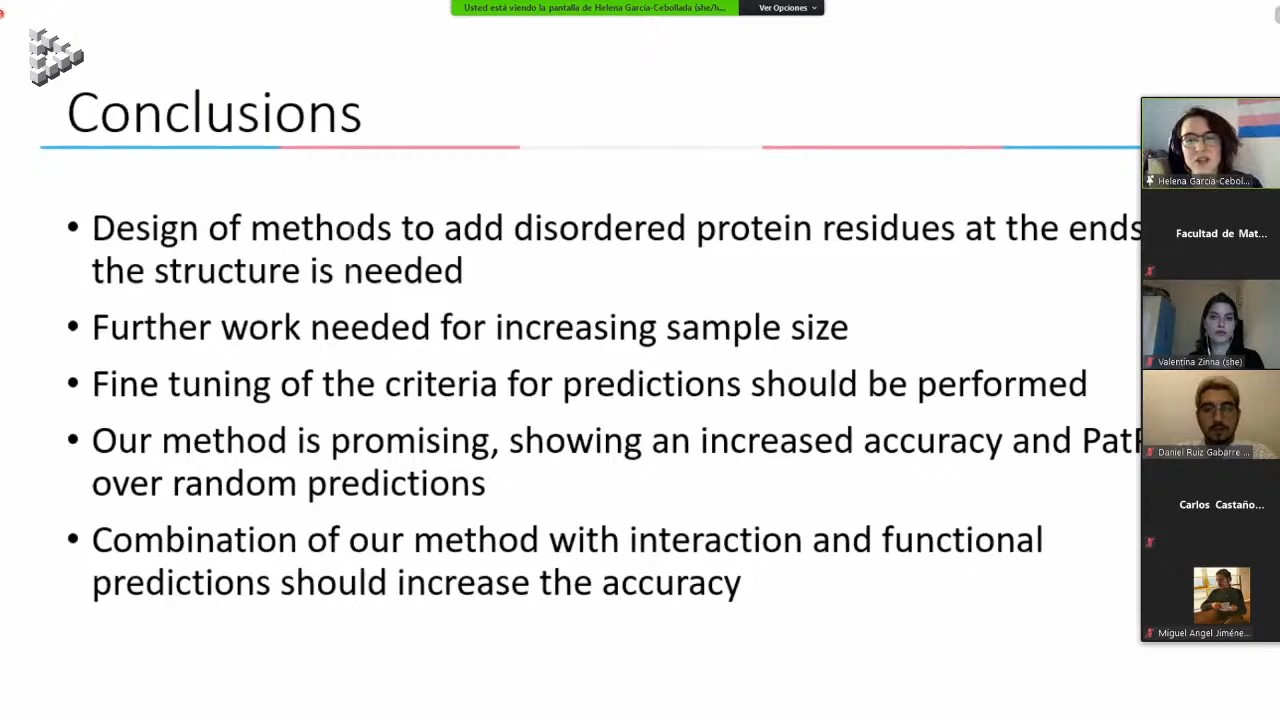 Usted está viendo la pantalla de Helena García-Cebollada (she/h...
Ver Opciones
Conclusions
• Design of methods to add disordered protein residues at the ends
the structure is needed
• Further work needed for increasing sample size
• Fine tuning of the criteria for predictions should be performed
• Our method is promising, showing an increased accuracy and
over random predictions
• Combination of our method with interaction and functional
predictions should increase the accuracy
Helena García-Cebol...
Facultad de Mat...
Valentina Zinna (she)
Daniel Ruiz Gabarre ...
Carlos Castaño...
Miguel Angel Jiméne...